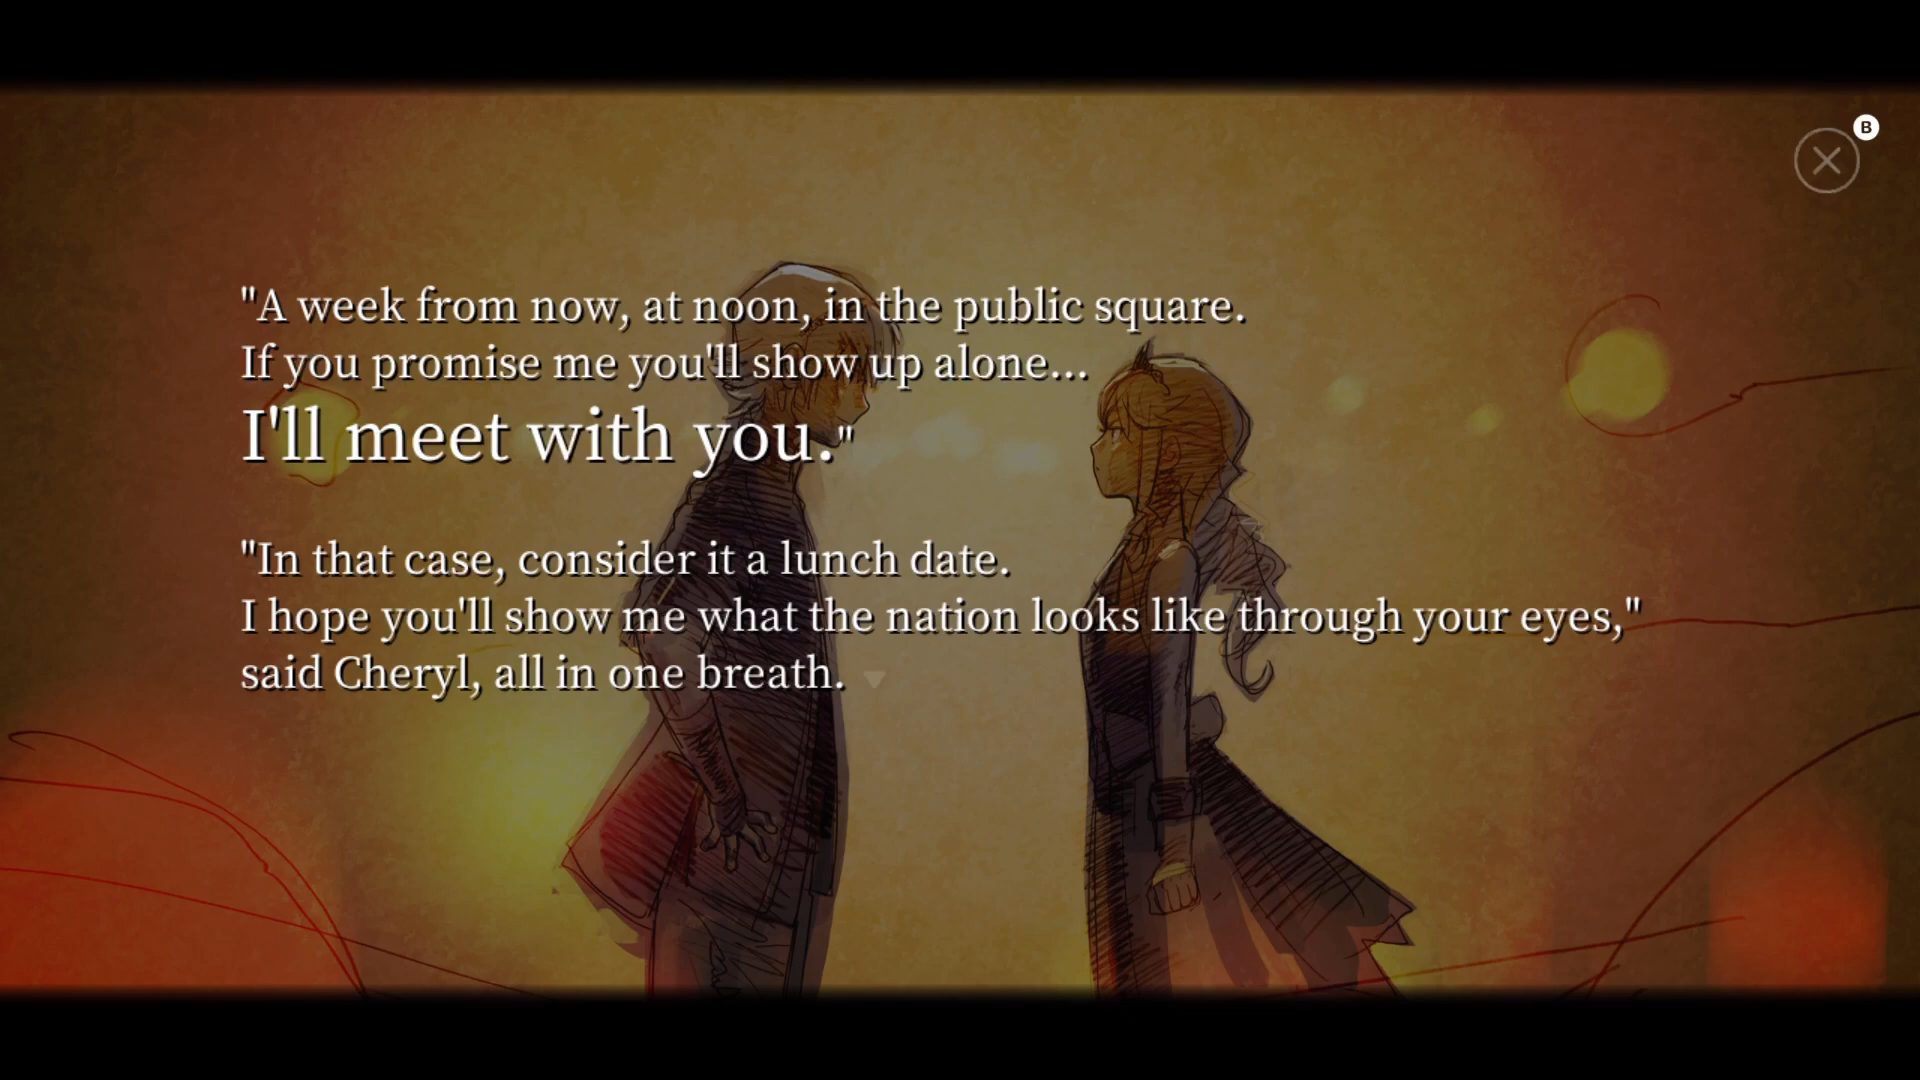 B
"A week from now, at noon, in the public square.
If you promise me you'll show up alone...
I'll meet with you."
"In that case, consider it a lunch date.
I hope you'll show me what the nation looks like through your eyes,"
said Cheryl, all in one breath.